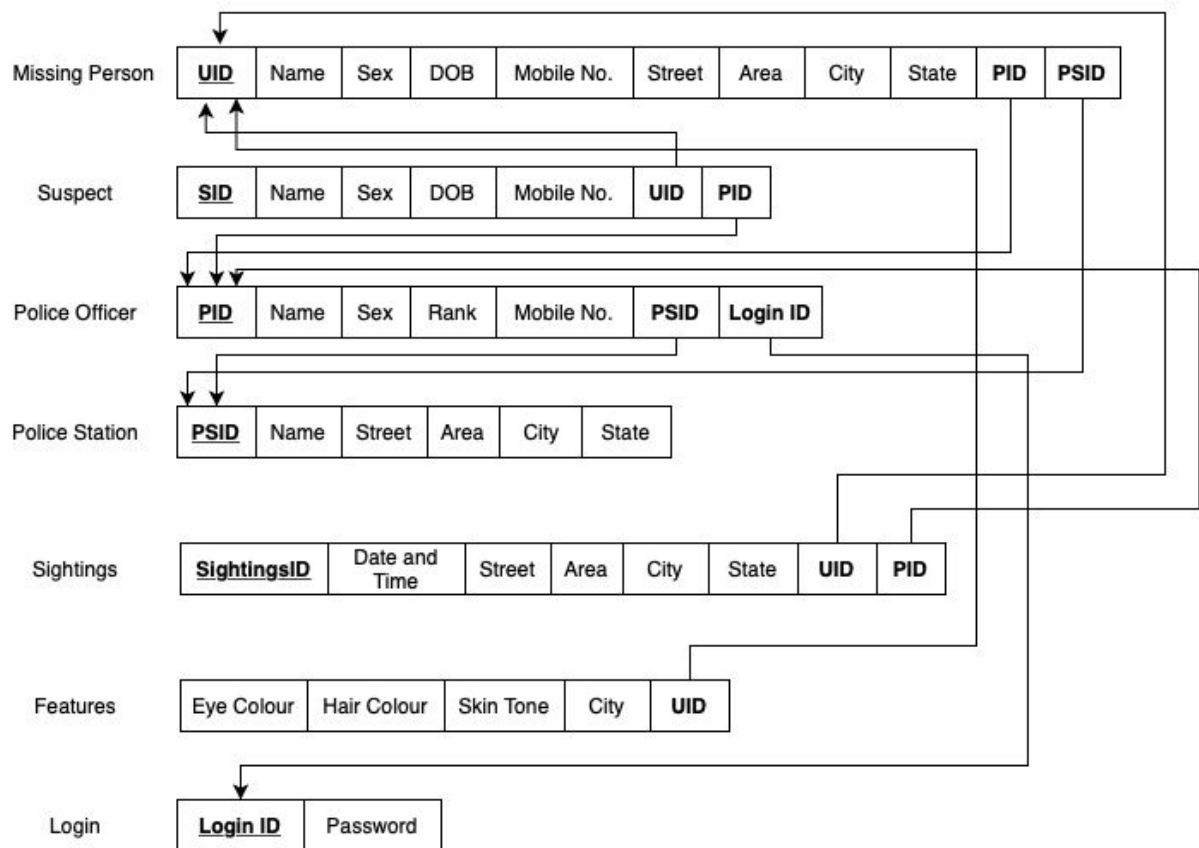 Missing Person UID Name Sex DOB Mobile No. Street Area City State PID PSID
Suspect SID Name Sex DOB Mobile No. UID PID
Police Officer PID Name Sex Rank Mobile No. PSID Login ID
Police Station PSID Name Street Area City State
Sightings SightingsID Date and Time Street Area City State UID PID
Features Eye Colour Hair Colour Skin Tone City UID
Login Login ID Password